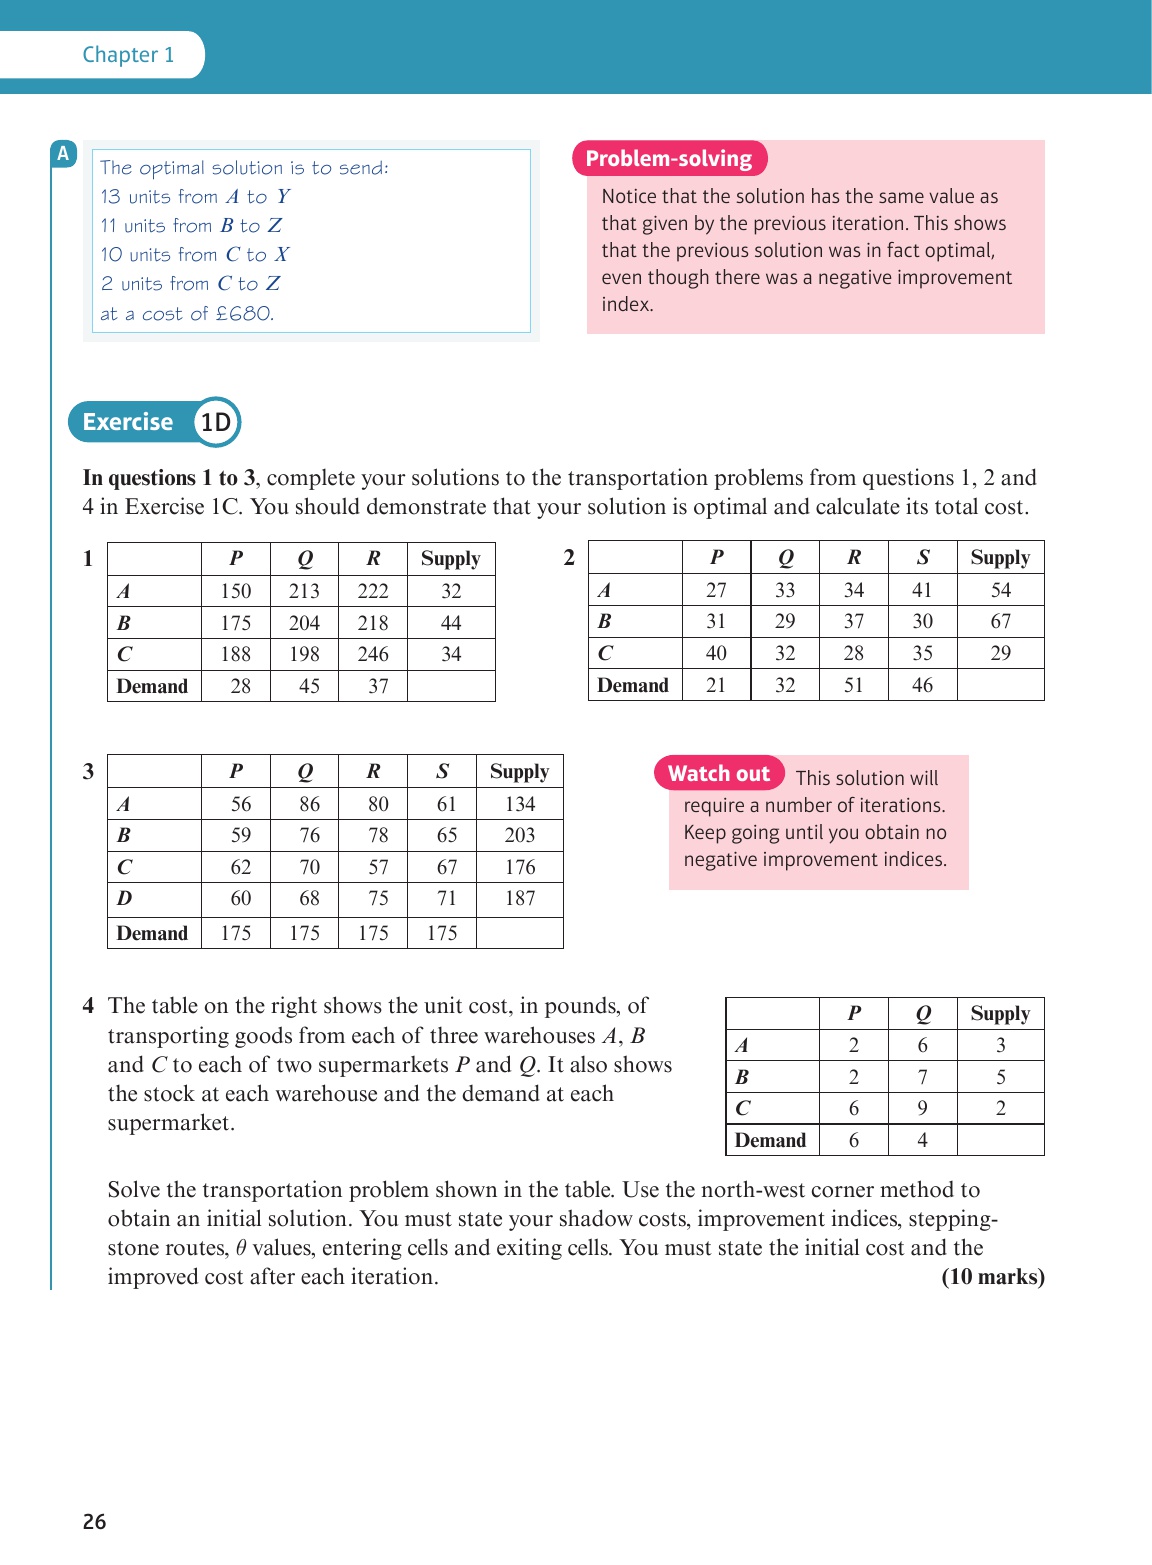 Chapter 1
A
The optimal solution is to send:
13 units from A to Y
11 units from B to Z
10 units from C to X
2 units from C to Z
at a cost of £680.
Problem-solving
Notice that the solution has the same value as
that given by the previous iteration. This shows
that the previous solution was in fact optimal,
even though there was a negative improvement
index.
Exercise 1D
In questions 1 to 3, complete your solutions to the transportation problems from questions 1, 2 and
4 in Exercise 1C. You should demonstrate that your solution is optimal and calculate its total cost.
1
P Q R Supply
A 150 213 222 32
B 175 204 218 44
C 188 198 246 34
Demand 28 45 37
2
P Q R S Supply
A 27 33 34 41 54
B 31 29 37 30 67
C 40 32 28 35 29
Demand 21 32 51 46
3
P Q R S Supply
A 56 86 80 61 134
B 59 76 78 65 203
C 62 70 57 67 176
D 60 68 75 71 187
Demand 175 175 175 175
Watch out This solution will
require a number of iterations.
Keep going until you obtain no
negative improvement indices.
4 The table on the right shows the unit cost, in pounds, of
transporting goods from each of three warehouses A, B
and C to each of two supermarkets P and Q. It also shows
the stock at each warehouse and the demand at each
supermarket.
P Q Supply
A 2 6 3
B 2 7 5
C 6 9 2
Demand 6 4
Solve the transportation problem shown in the table. Use the north-west corner method to
obtain an initial solution. You must state your shadow costs, improvement indices, stepping-
stone routes, θ values, entering cells and exiting cells. You must state the initial cost and the
improved cost after each iteration. (10 marks)
26